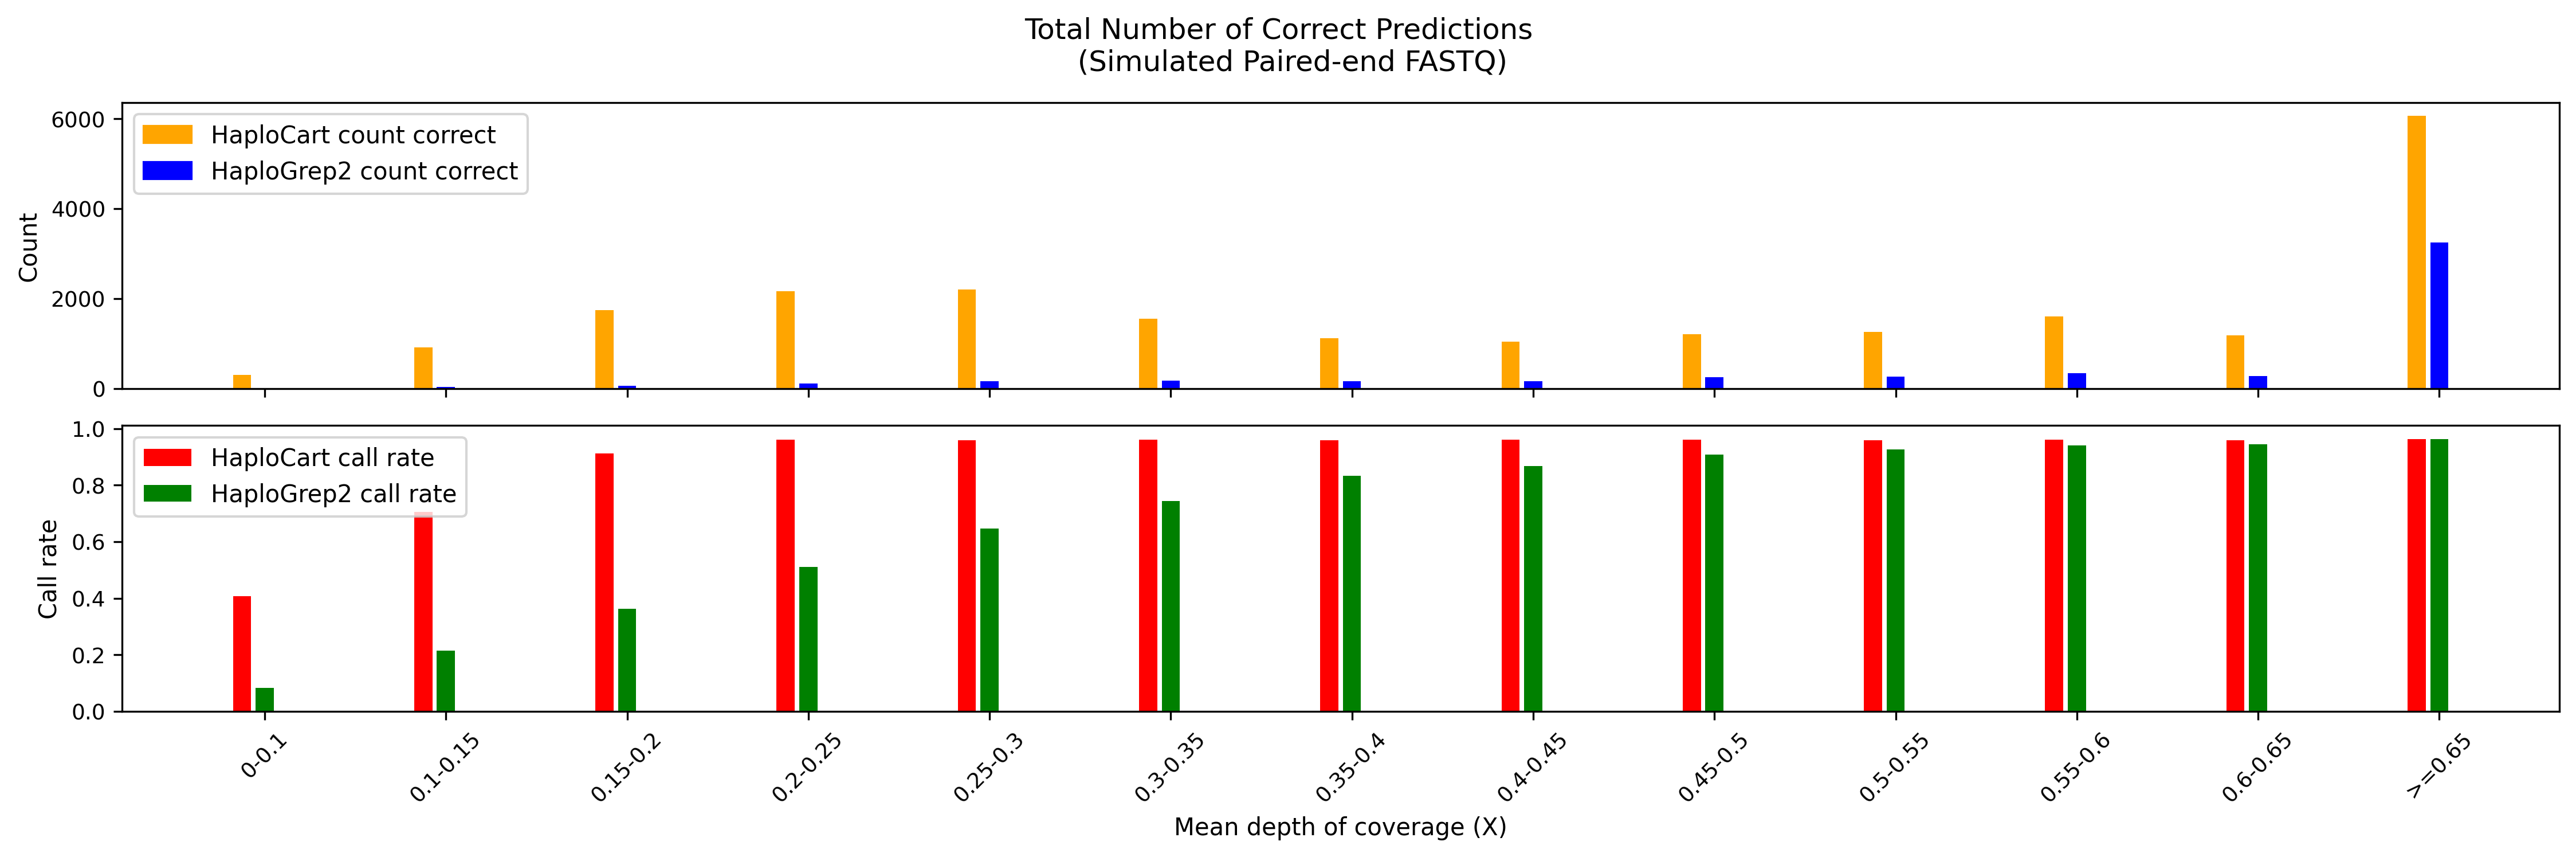 Total Number of Correct Predictions
(Simulated Paired-end FASTQ)
6000
4000
2000
0
Count
HaploCart count correct
HaploGrep2 count correct
1.0
0.8
0.6
0.4
0.2
0.0
Call rate
HaploCart call rate
HaploGrep2 call rate
0-0.1
0.1-0.15
0.15-0.2
0.2-0.25
0.25-0.3
0.3-0.35
0.35-0.4
0.4-0.45
0.45-0.5
0.5-0.55
0.55-0.6
0.6-0.65
>=0.65
Mean depth of coverage (X)